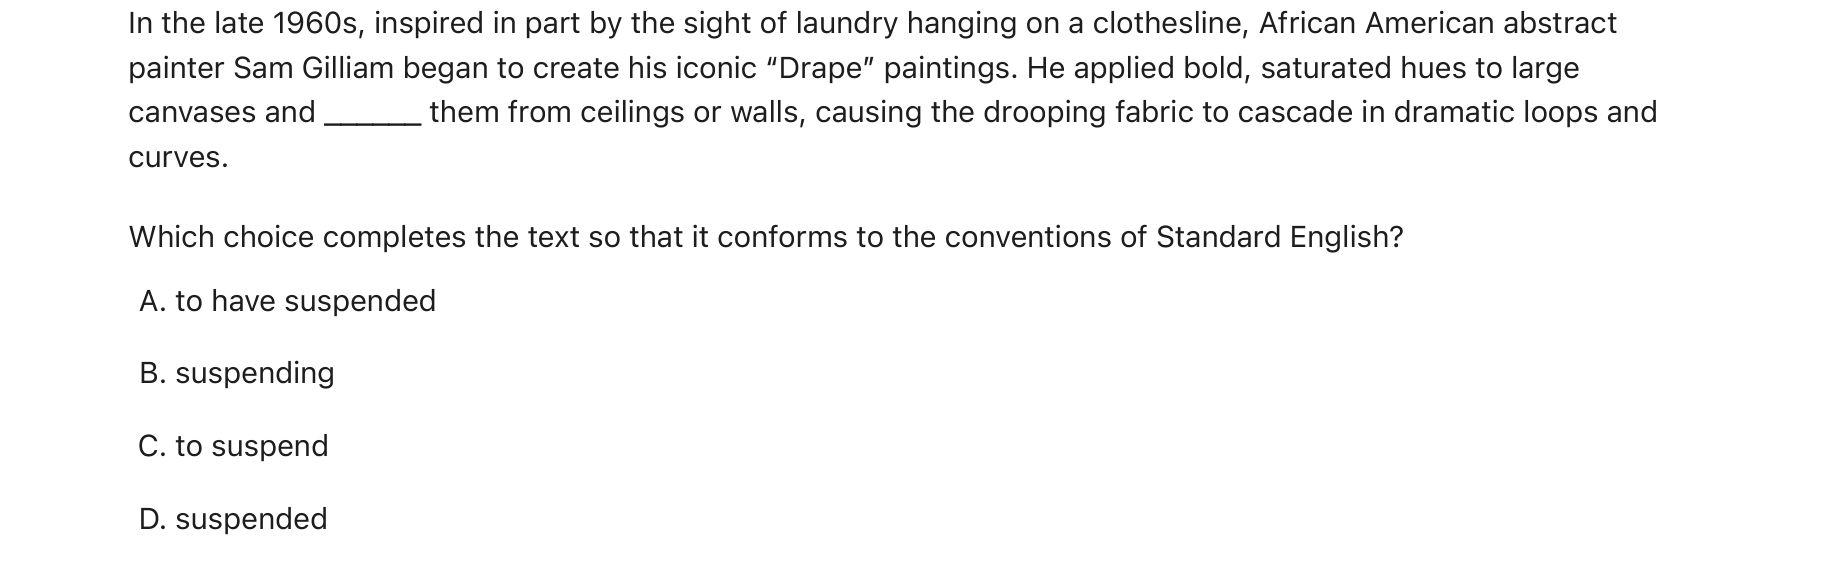 In the late 1960s, inspired in part by the sight of laundry hanging on a clothesline, African American abstract
painter Sam Gilliam began to create his iconic “Drape” paintings. He applied bold, saturated hues to large
canvases and ______ them from ceilings or walls, causing the drooping fabric to cascade in dramatic loops and
curves.
Which choice completes the text so that it conforms to the conventions of Standard English?
A. to have suspended
B. suspending
C. to suspend
D. suspended